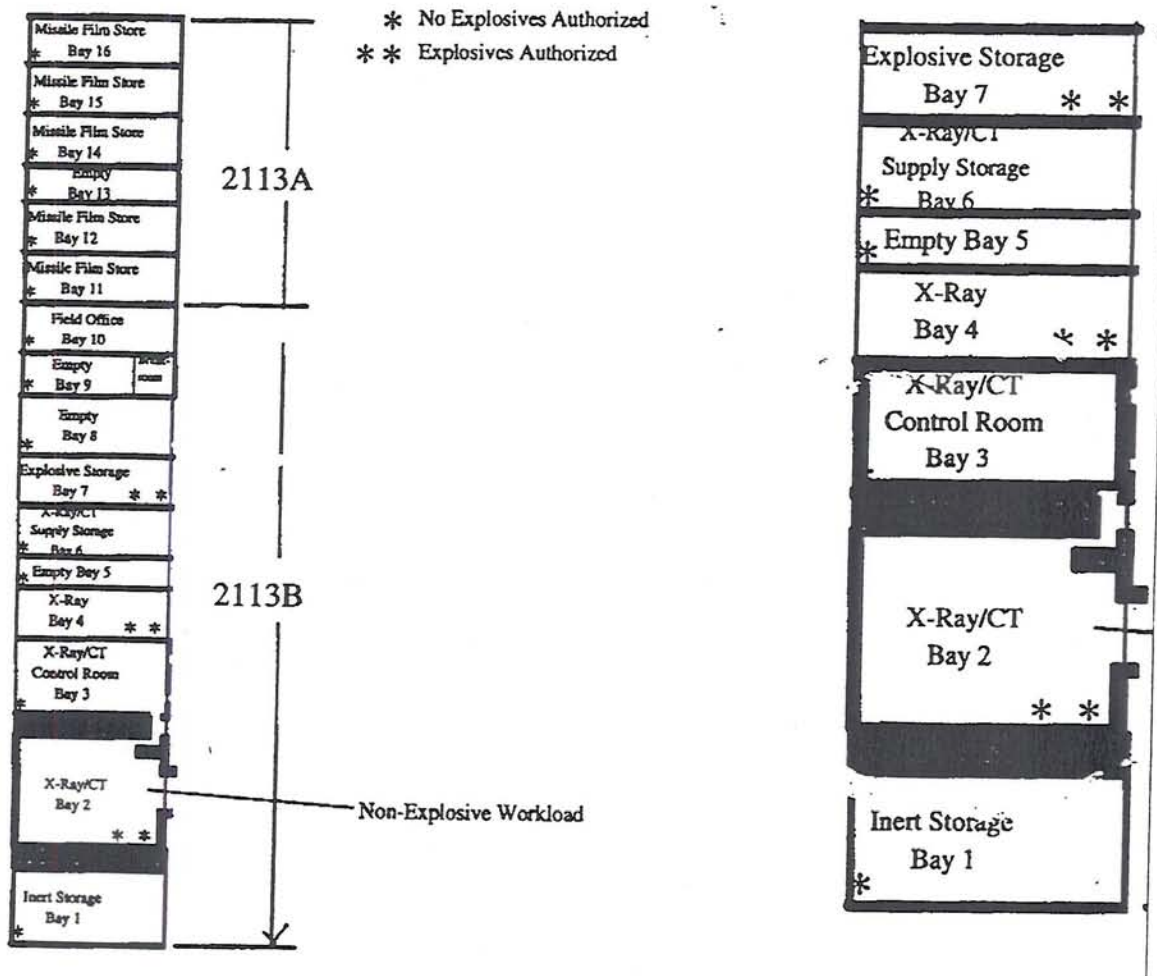 * No Explosives Authorized
* * Explosives Authorized
Missile Film Store
* Bay 16
Missile Film Store
* Bay 15
Missile Film Store
* Bay 14
Empty
* Bay 13
Missile Film Store
* Bay 12
Missile Film Store
* Bay 11
2113A
Field Office
* Bay 10
Empty
* Bay 9
Empty
Bay 8
*
Explosive Storage
Bay 7 * *
X-Ray/CT
Supply Storage
* Bay 6
* Empty Bay 5
X-Ray
Bay 4 * *
X-Ray/CT
Control Room
Bay 3
*
X-Ray/CT
Bay 2
* *
Inert Storage
Bay 1
*
2113B
Non-Explosive Workload
Explosive Storage
Bay 7 * *
X-Ray/CT
Supply Storage
* Bay 6
* Empty Bay 5
X-Ray
Bay 4 * *
X-Ray/CT
Control Room
Bay 3
X-Ray/CT
Bay 2
* *
Inert Storage
Bay 1
*